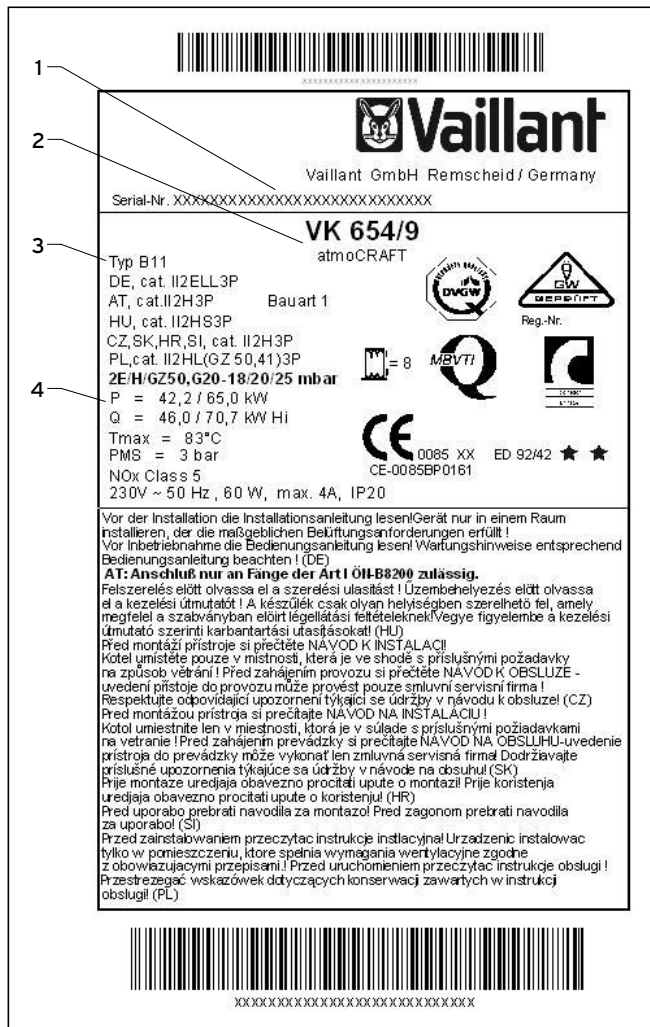 XXXXXXXXXXXXXXXXXXXXXX
1
Vaillant
2
Vaillant GmbH Remscheid / Germany
Serial-Nr. XXXXXXXXXXXXXXXXXXXXXXXXXXXX
VK 654/9
atmoCRAFT
3
Typ B11
DE, cat. II2ELL3P
AT, cat.II2H3P Bauart 1
HU, cat. II2HS3P
CZ,SK,HR,SI, cat. II2H3P
PL,cat. II2HL(GZ 50,41)3P
DVGW
GW
GEPRÜFT
Reg.-Nr.
= 8
MBVTI
2E/H/GZ50,G20-18/20/25 mbar
4
P = 42,2 / 65,0 kW
Q = 46,0 / 70,7 kW Hi
Tmax = 83°C
PMS = 3 bar
NOx Class 5
230V ~ 50 Hz , 60 W, max. 4A, IP20
CE 0085 XX ED 92/42 ★ ★
CE-0085BP0161
Vor der Installation die Installationsanleitung lesen!Gerät nur in einem Raum
installieren, der die maßgeblichen Belüftungsanforderungen erfüllt !
Vor Inbetriebnahme die Bedienungsanleitung lesen! Wartungshinweise entsprechend
Bedienungsanleitung beachten ! (DE)
AT: Anschluß nur an Fänge der Art I ÖN-B8200 zulässig.
Felszerelés elött olvassa el a szerelési ulasitást ! Üzembehelyezés elött olvassa
el a kezelési útmutatót ! A készűlék csak olyan helyiségben szerelhető fel, amely
megfelel a szabványban előirt légellátási feltételeknek!Vegye figyelembe a kezelési
útmutató szerinti karbantartási utasításokat! (HU)
Před montáží přístroje si přečtěte NÁVOD K INSTALACI!
Kotel umístěte pouze v místnosti, která je ve shodě s příslušnými požadavky
na způsob větrání ! Před zahájením provozu si přečtěte NÁVOD K OBSLUZE -
uvedení přístoje do provozu může provést pouze smluvní servisní firma !
Respektujte odpovídající upozornení týkající se údržby v návodu k obsluze! (CZ)
Pred montážou prístroja si prečítajte NÁVOD NA INSTALÁCIU !
Kotol umiestnite len v miestnosti, ktorá je v súlade s príslušnými požiadavkami
na vetranie ! Pred zahájením prevádzky si prečítajte NÁVOD NA OBSLUHU-uvedenie
prístroja do prevádzky môže vykonať len zmluvná servisná firma! Dodržiavajte
príslušné upozornenia týkajúce sa údržby v návode na obsuhu! (SK)
Prije montaze uredjaja obavezno procitati upute o montazi! Prije koristenja
uredjaja obavezno procitati upute o koristenju! (HR)
Pred uporabo prebrati navodila za montazo! Pred zagonom prebrati navodila
za uporabo! (SI)
Przed zainstalowaniem przeczytac instrukcje instlacyjna! Urzadzenic instalowac
tylko w pomieszczeniu, ktore spelnia wymagania wentylacyjne zgodne
z obowiazujacymi przepisami.! Przed uruchomieniem przeczytac instrukcje obslugi !
Przestrezegać wskazówek dotyczących konserwacji zawartych w instrukcji
obslugi! (PL)
XXXXXXXXXXXXXXXXXXXXXXXXXXXX